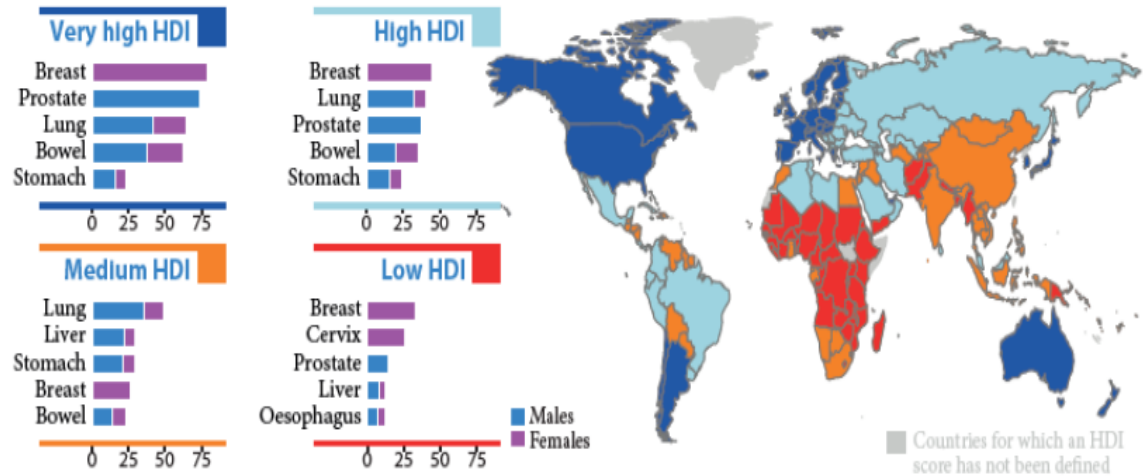 Very high HDI
Breast
Prostate
Lung
Bowel
Stomach
0 25 50 75
High HDI
Breast
Lung
Prostate
Bowel
Stomach
0 25 50 75
Medium HDI
Lung
Liver
Stomach
Breast
Bowel
0 25 50 75
Low HDI
Breast
Cervix
Prostate
Liver
Oesophagus
0 25 50 75
Males
Females
Countries for which an HDI
score has not been defined